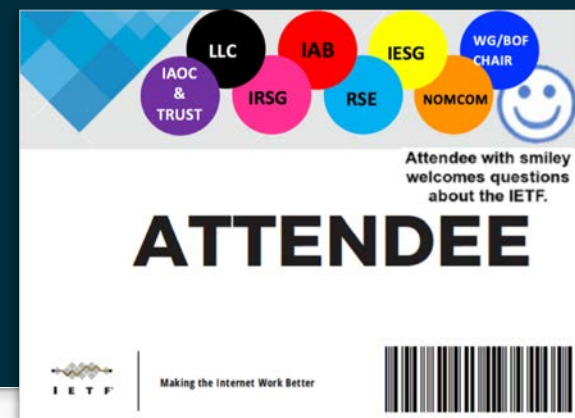 LLC
IAB
IESG
WG/BOF
CHAIR
IAOC
&
TRUST
IRSG
RSE
NOMCOM
Attendee with smiley
welcomes questions
about the IETF.
ATTENDEE
I E T F
Making the Internet Work Better